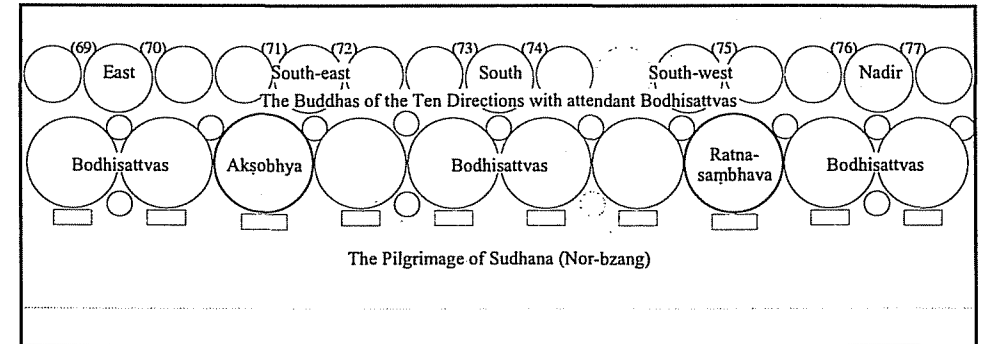 (69) (70) (71) (72) (73) (74) (75) (76) (77)
East South-east South South-west Nadir
The Buddhas of the Ten Directions with attendant Bodhisattvas
Bodhisattvas Akṣobhya Bodhisattvas Ratna-
saṃbhava Bodhisattvas
The Pilgrimage of Sudhana (Nor-bzang)